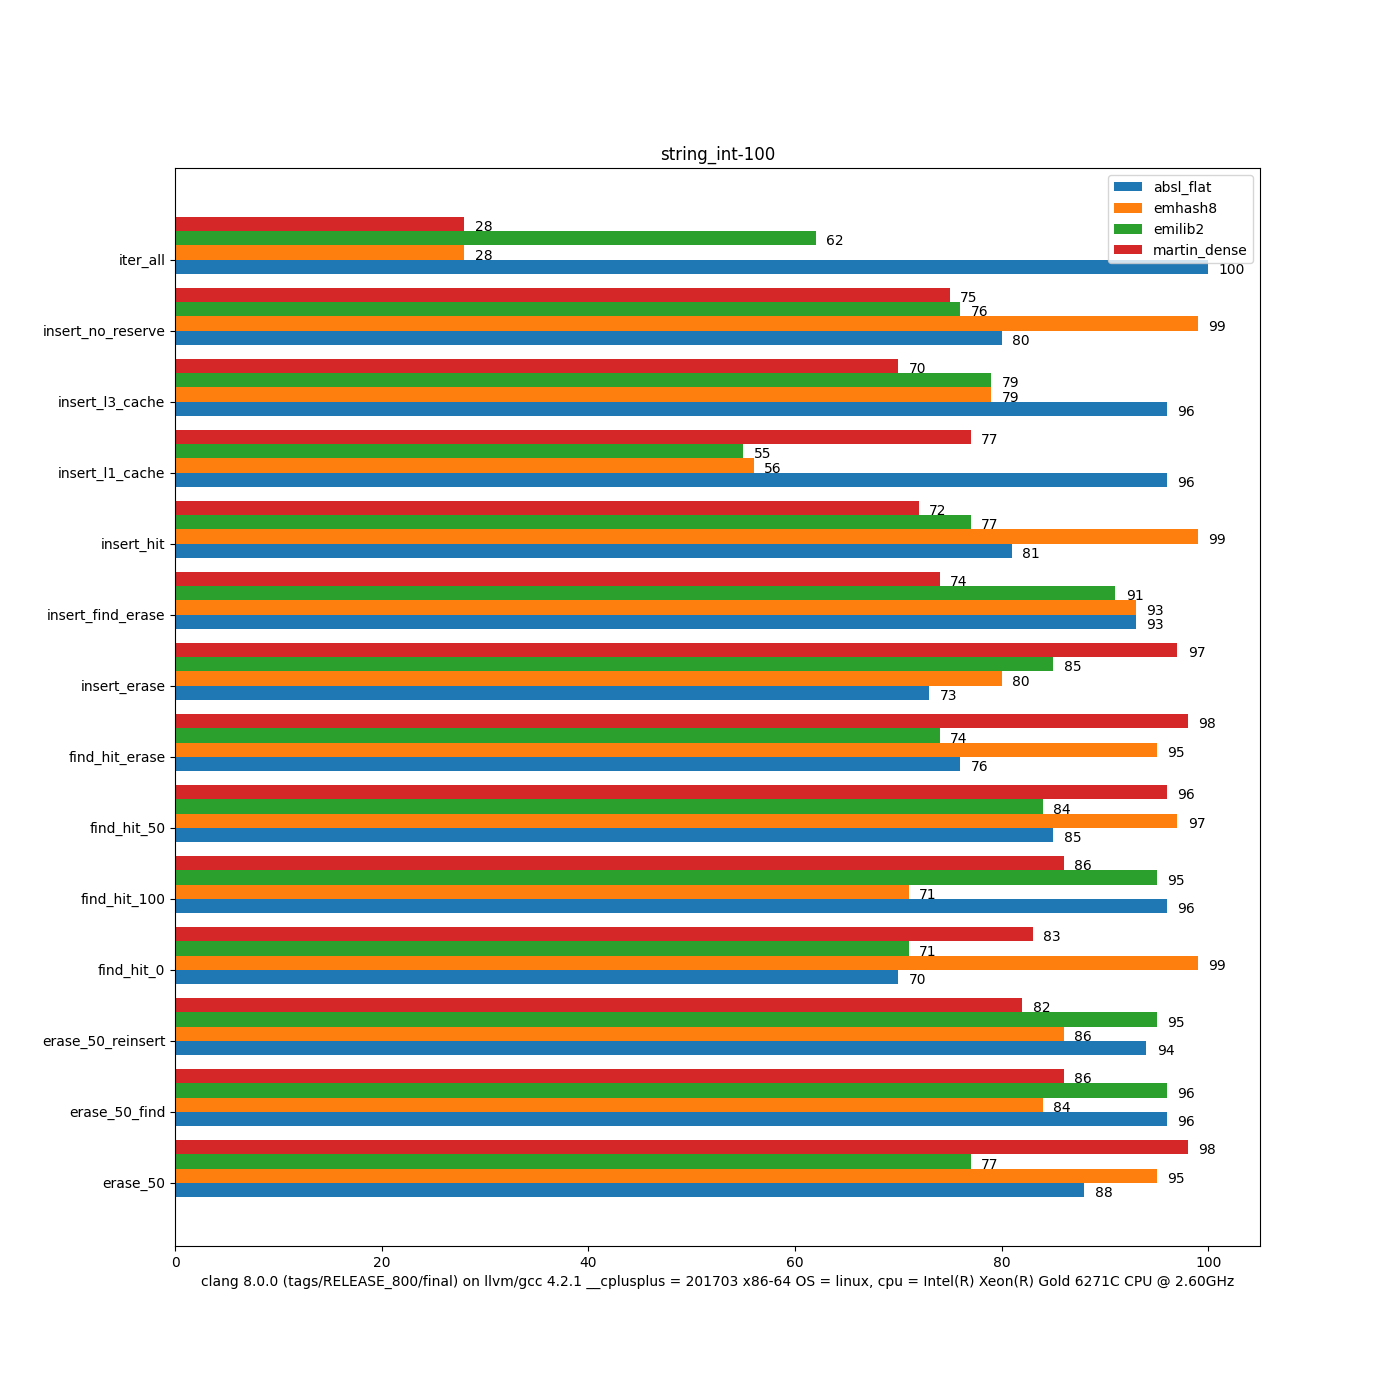 string_int-100
absl_flat
emhash8
emilib2
martin_dense
28
62
28
iter_all
100
75
76
99
insert_no_reserve
80
70
79
79
insert_l3_cache
96
77
55
56
insert_l1_cache
96
72
77
99
insert_hit
81
74
91
93
insert_find_erase
93
97
85
80
insert_erase
73
98
74
95
find_hit_erase
76
96
84
97
find_hit_50
85
86
95
71
find_hit_100
96
83
71
99
find_hit_0
70
82
95
86
erase_50_reinsert
94
86
96
84
erase_50_find
96
98
77
95
erase_50
88
0 20 40 60 80 100
clang 8.0.0 (tags/RELEASE_800/final) on llvm/gcc 4.2.1 __cplusplus = 201703 x86-64 OS = linux, cpu = Intel(R) Xeon(R) Gold 6271C CPU @ 2.60GHz